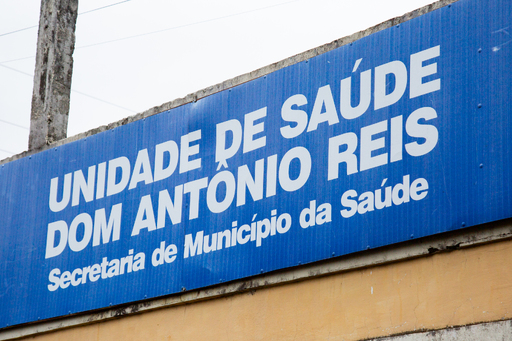 UNIDADE DE SAÚDE
DOM ANTÔNIO REIS
Secretaria de Município da Saúde